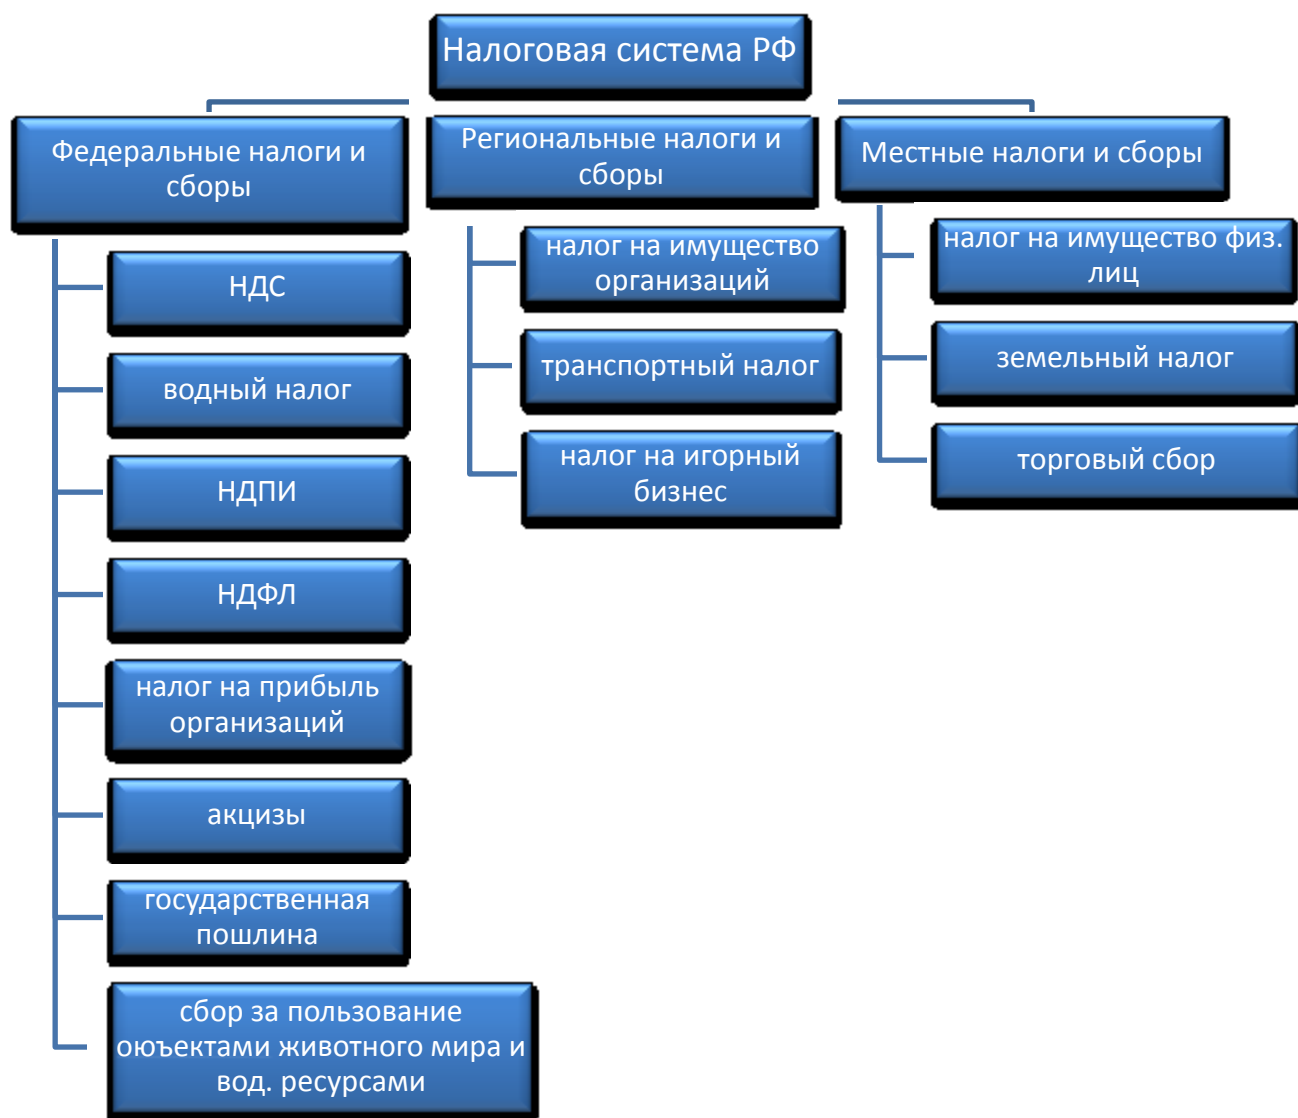 Налоговая система РФ
Федеральные налоги и
сборы
НДС
водный налог
НДПИ
НДФЛ
налог на прибыль
организаций
акцизы
государственная
пошлина
сбор за пользование
оюъектами животного мира и
вод. ресурсами
Региональные налоги и
сборы
налог на имущество
организаций
транспортный налог
налог на игорный
бизнес
Местные налоги и сборы
налог на имущество физ.
лиц
земельный налог
торговый сбор